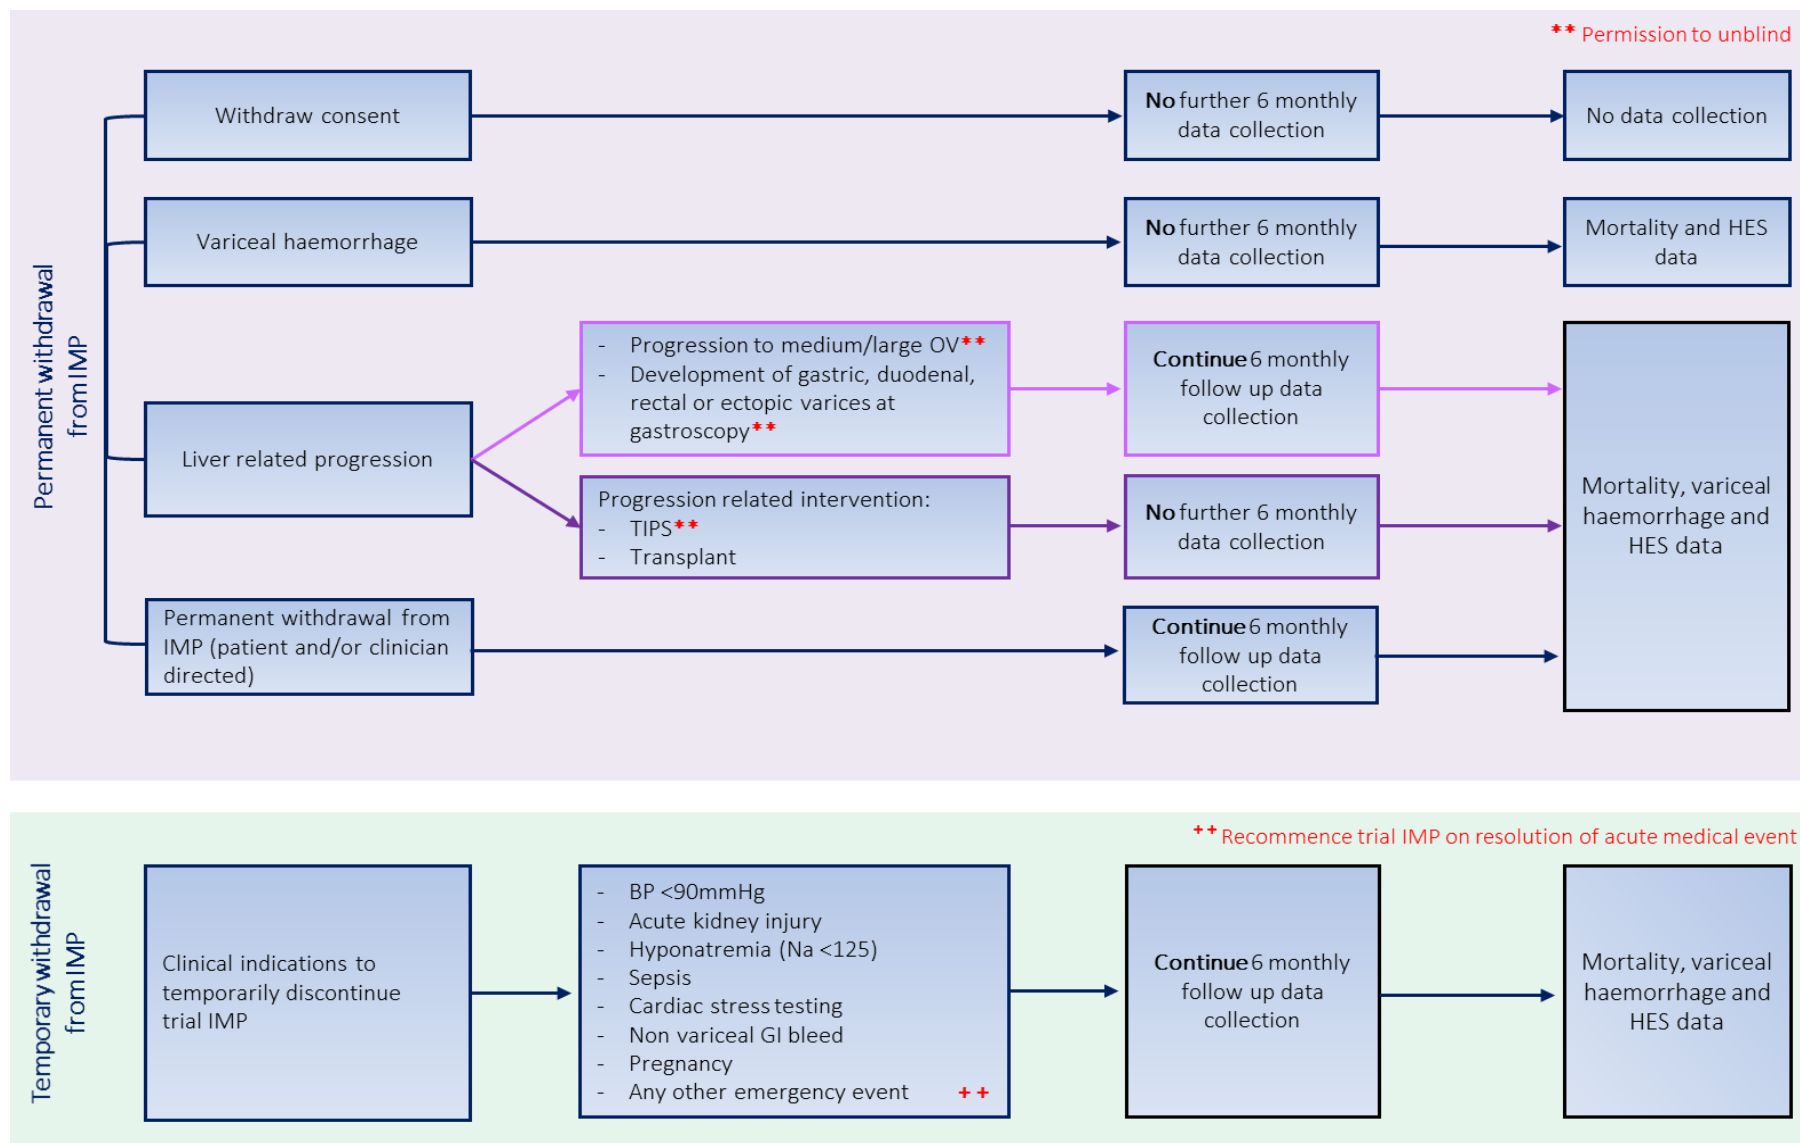 ** Permission to unblind
Permanent withdrawal
from IMP
Withdraw consent
No further 6 monthly
data collection
No data collection
Variceal haemorrhage
No further 6 monthly
data collection
Mortality and HES
data
Liver related progression
- Progression to medium/large OV**
- Development of gastric, duodenal,
rectal or ectopic varices at
gastroscopy**
Continue 6 monthly
follow up data
collection
Progression related intervention:
- TIPS**
- Transplant
No further 6 monthly
data collection
Mortality, variceal
haemorrhage and
HES data
Permanent withdrawal from
IMP (patient and/or clinician
directed)
Continue 6 monthly
follow up data
collection
++ Recommence trial IMP on resolution of acute medical event
Temporary withdrawal
from IMP
Clinical indications to
temporarily discontinue
trial IMP
- BP <90mmHg
- Acute kidney injury
- Hyponatremia (Na <125)
- Sepsis
- Cardiac stress testing
- Non variceal GI bleed
- Pregnancy
- Any other emergency event ++
Continue 6 monthly
follow up data
collection
Mortality, variceal
haemorrhage and
HES data